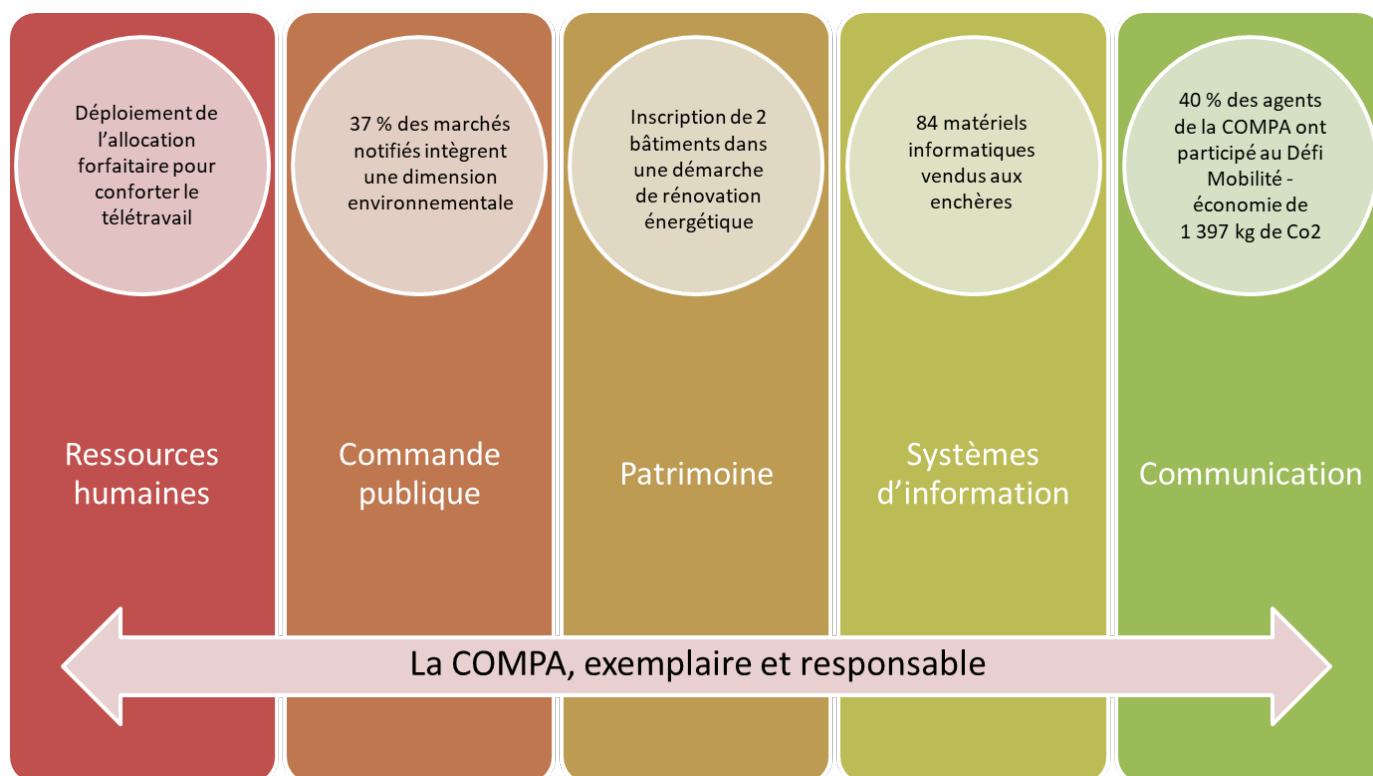 Déploiement de
l'allocation
forfaitaire pour
conforter le
télétravail
37 % des marchés
notifiés intègrent
une dimension
environnementale
Inscription de 2
bâtiments dans
une démarche
de rénovation
énergétique
84 matériels
informatiques
vendus aux
enchères
40 % des agents
de la COMPA ont
participé au Défi
Mobilité -
économie de
1 397 kg de Co2
Ressources
humaines
Commande
publique
Patrimoine
Systèmes
d'information
Communication
La COMPA, exemplaire et responsable